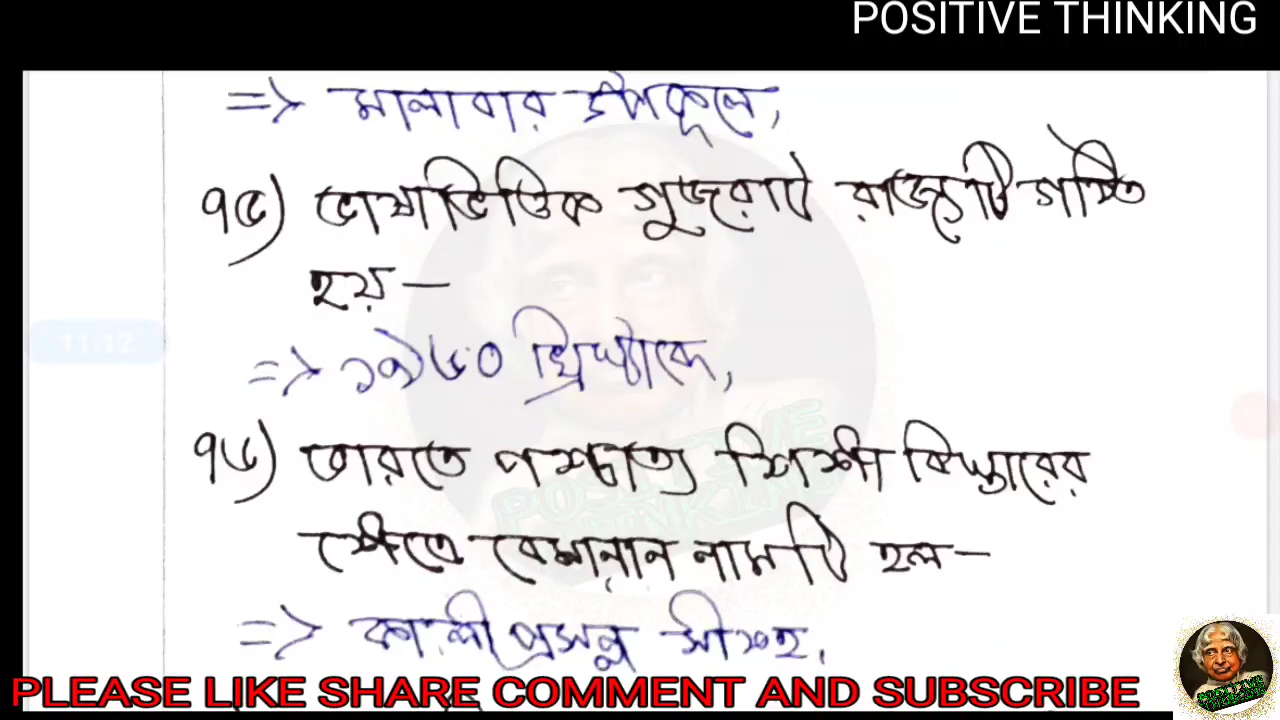 POSITIVE THINKING
=> মালাবার উপকূলে,
৭৫) ভাষাভিত্তিক গুজরাট রাজ্যটি গঠিত
হয় -
=> ১৯৬০ খ্রিষ্টাব্দে,
৭৬) ভারতে পাশ্চাত্য শিক্ষা বিস্তারের
ক্ষেত্রে বেমানান নামটি হল -
=> কালীপ্রসন্ন সীংহ,
PLEASE LIKE SHARE COMMENT AND SUBSCRIBE